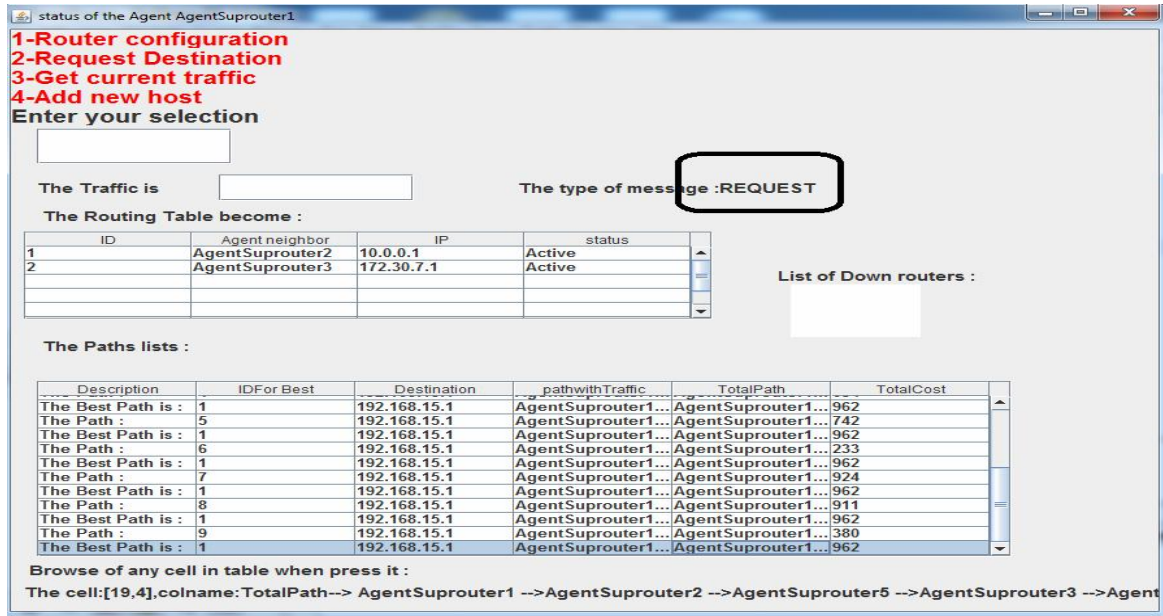 status of the Agent AgentSuprouter1
1-Router configuration
2-Request Destination
3-Get current traffic
4-Add new host
Enter your selection
The Traffic is
The type of message :REQUEST
The Routing Table become :
ID Agent neighbor IP status
1 AgentSuprouter2 10.0.0.1 Active
2 AgentSuprouter3 172.30.7.1 Active
List of Down routers :
The Paths lists :
Description IDFor Best Destination pathwithTraffic TotalPath TotalCost
The Best Path is : 1 192.168.15.1 AgentSuprouter1... AgentSuprouter1... 962
The Path : 5 192.168.15.1 AgentSuprouter1... AgentSuprouter1... 742
The Best Path is : 1 192.168.15.1 AgentSuprouter1... AgentSuprouter1... 962
The Path : 6 192.168.15.1 AgentSuprouter1... AgentSuprouter1... 233
The Best Path is : 1 192.168.15.1 AgentSuprouter1... AgentSuprouter1... 962
The Path : 7 192.168.15.1 AgentSuprouter1... AgentSuprouter1... 924
The Best Path is : 1 192.168.15.1 AgentSuprouter1... AgentSuprouter1... 962
The Path : 8 192.168.15.1 AgentSuprouter1... AgentSuprouter1... 911
The Best Path is : 1 192.168.15.1 AgentSuprouter1... AgentSuprouter1... 962
The Path : 9 192.168.15.1 AgentSuprouter1... AgentSuprouter1... 380
The Best Path is : 1 192.168.15.1 AgentSuprouter1... AgentSuprouter1... 962
Browse of any cell in table when press it :
The cell:[19,4],colname:TotalPath--> AgentSuprouter1 -->AgentSuprouter2 -->AgentSuprouter5 -->AgentSuprouter3 -->Agent